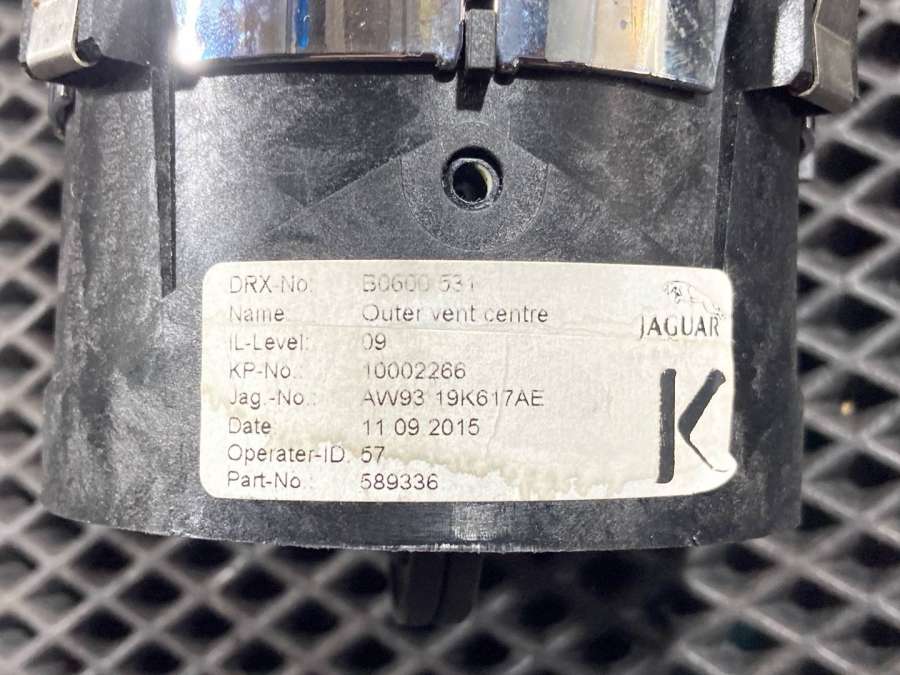 DRX-No: B0600 531
Name: Outer vent centre
IL-Level: 09
KP-No.: 10002266
Jag.-No.: AW93 19K617AE
Date 11 09 2015
Operater-ID: 57
Part-No.: 589336
JAGUAR
K